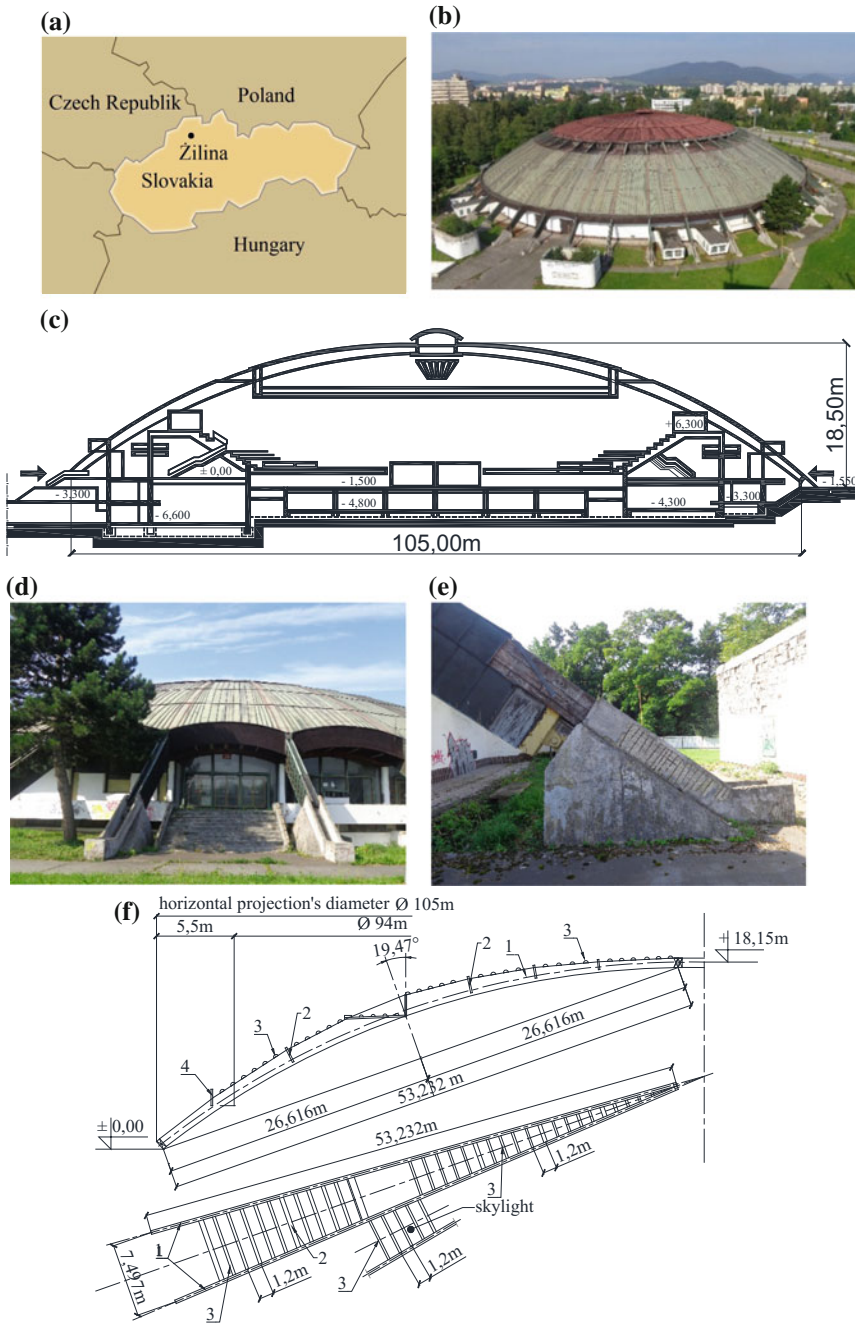 (a)
Czech Republik
Poland
Żilina
Slovakia
Hungary
(b)
(c)
18,50m
+ 6,300
± 0,00
- 1,500
- 3,300
- 4,800
- 4,300
- 3,300
- 1,550
- 6,600
105,00m
(d)
(e)
(f)
horizontal projection's diameter Ø 105m
5,5m
Ø 94m
19,47°
2
1
3
+ 18,15m
3
2
4
26,616m
53,232 m
26,616m
± 0,00
53,232m
3
1,2m
skylight
1
2
3
1,2m
7,497m
3
1,2m